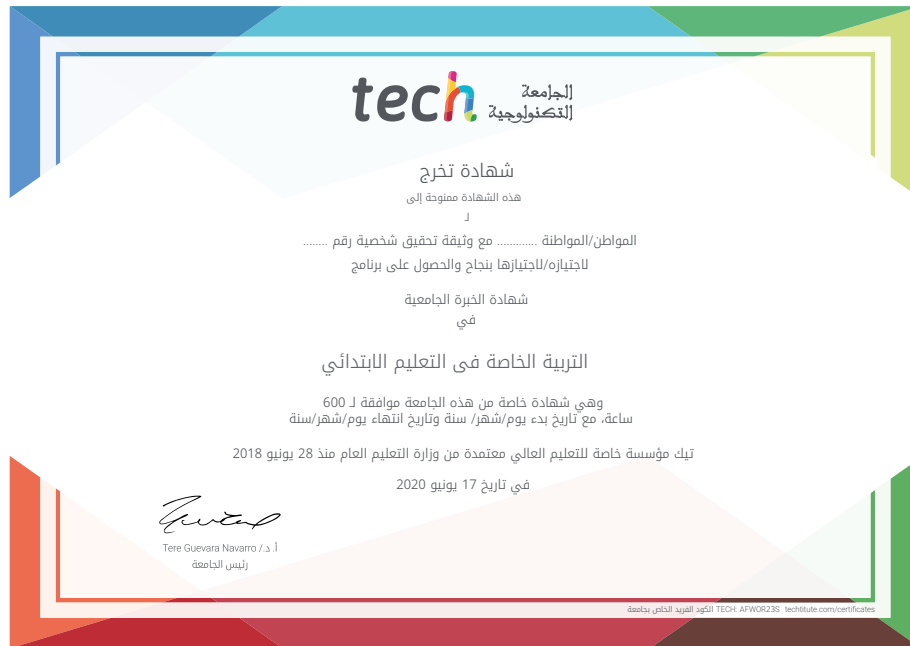 tech الجامعة
التكنولوجية
شهادة تخرج
هذه الشهادة ممنوحة إلى
لـ
المواطن/المواطنة ............ مع وثيقة تحقيق شخصية رقم ........
لاجتيازه/لاجتيازها بنجاح والحصول على برنامج
شهادة الخبرة الجامعية
في
التربية الخاصة فى التعليم الابتدائي
وهي شهادة خاصة من هذه الجامعة موافقة لـ 600
ساعة، مع تاريخ بدء يوم/شهر/ سنة وتاريخ انتهاء يوم/شهر/سنة
تيك مؤسسة خاصة للتعليم العالي معتمدة من وزارة التعليم العام منذ 28 يونيو 2018
في تاريخ 17 يونيو 2020
أ. د./ Tere Guevara Navarro
رئيس الجامعة
الكود الفريد الخاص بجامعة TECH: AFWOR23S techtitute.com/certificates